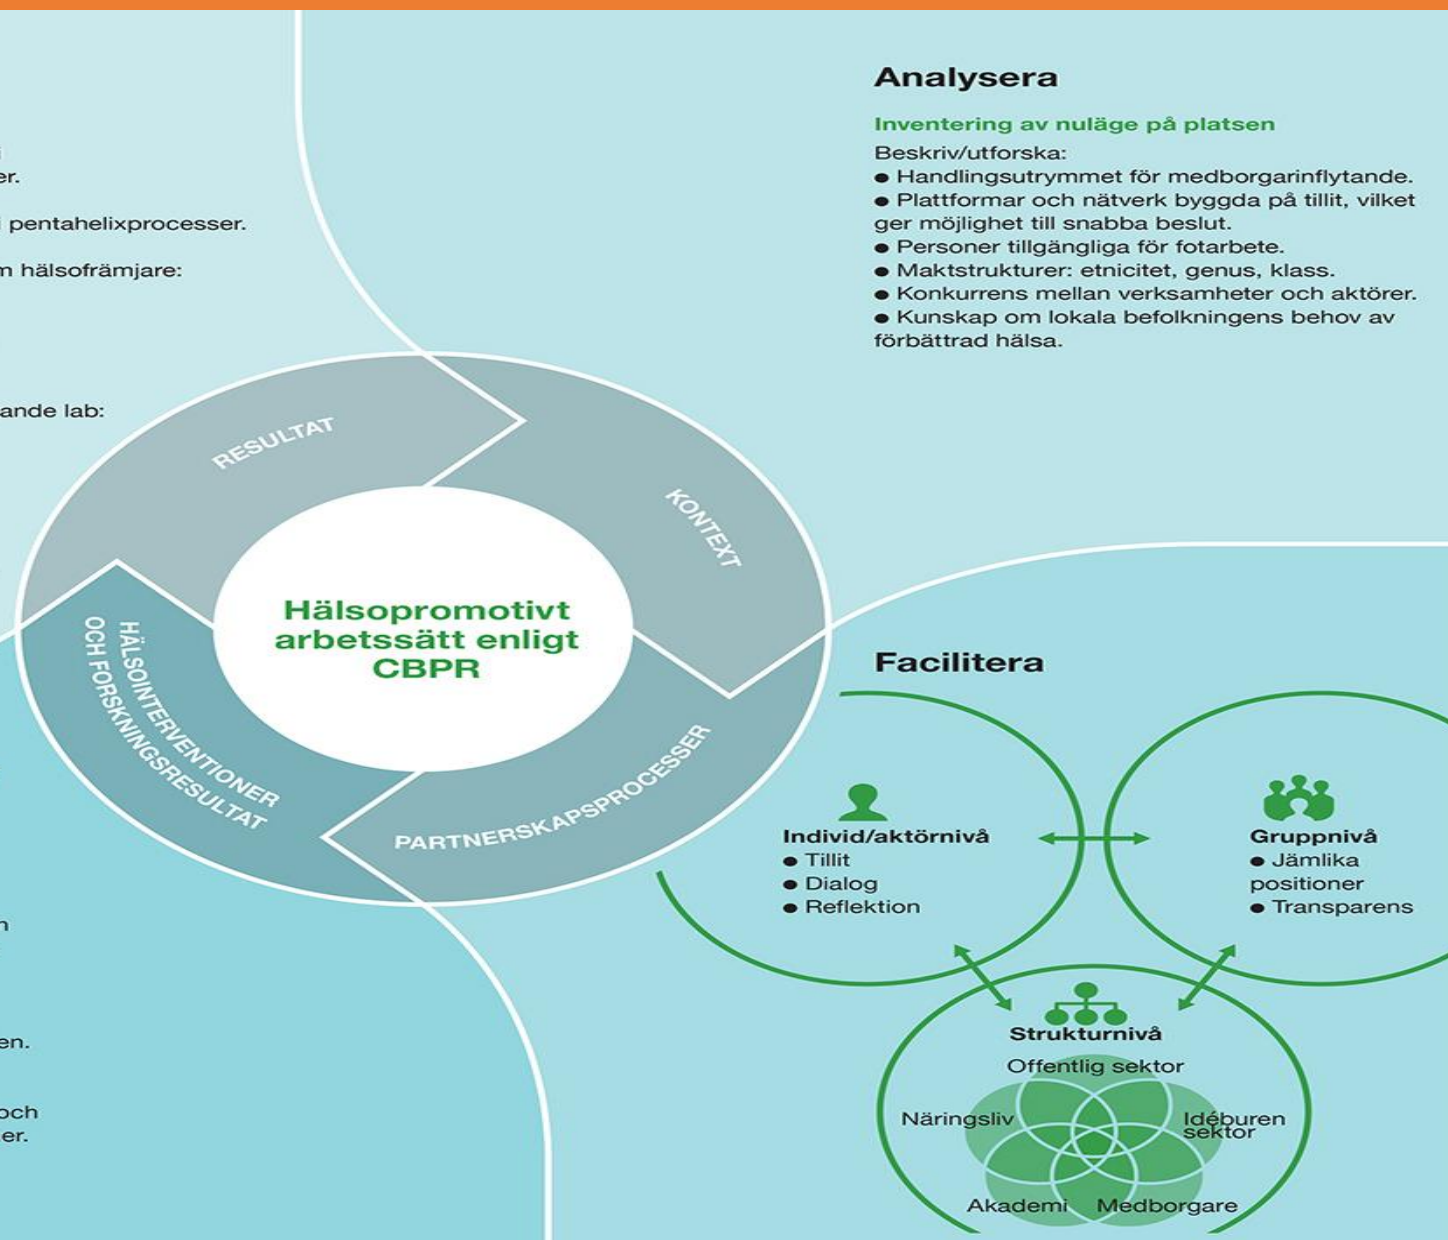 er.
i pentahelixprocesser.
hälsofrämjare:
ande lab:
en.
och
er.
Analysera
Inventering av nuläge på platsen
Beskriv/utforska:
● Handlingsutrymmet för medborgarinflytande.
● Plattformar och nätverk byggda på tillit, vilket
ger möjlighet till snabba beslut.
● Personer tillgängliga för fotarbete.
● Maktstrukturer: etnicitet, genus, klass.
● Konkurrens mellan verksamheter och aktörer.
● Kunskap om lokala befolkningens behov av
förbättrad hälsa.
RESULTAT
KONTEXT
PARTNERSKAPSPROCESSER
HÄLSOINTERVENTIONER
OCH FORSKNINGSRESULTAT
Hälsopromotivt
arbetssätt enligt
CBPR
Facilitera
Individ/aktörnivå
● Tillit
● Dialog
● Reflektion
Gruppnivå
● Jämlika
positioner
● Transparens
Strukturnivå
Offentlig sektor
Näringsliv
Idéburen
sektor
Akademi
Medborgare